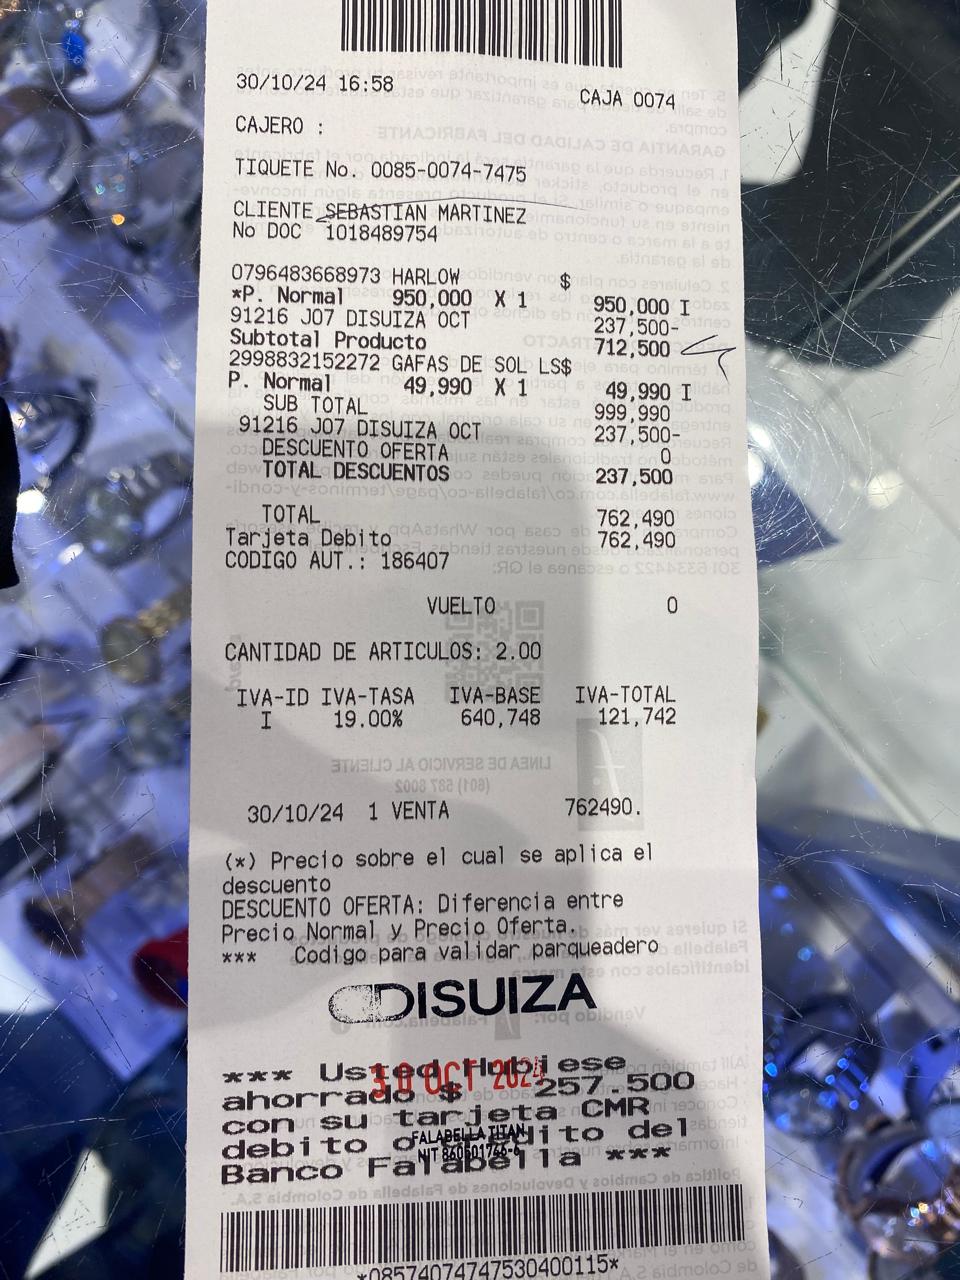 30/10/24 16:58 CAJA 0074
CAJERO :
TIQUETE No. 0085-0074-7475
CLIENTE SEBASTIAN MARTINEZ
No DOC 1018489754
0796483668973 HARLOW $
*P. Normal 950,000 X 1 950,000 I
91216 J07 DISUIZA OCT 237,500-
Subtotal Producto 712,500
2998832152272 GAFAS DE SOL LS$
P. Normal 49,990 X 1 49,990 I
SUB TOTAL 999,990
91216 J07 DISUIZA OCT 237,500-
DESCUENTO OFERTA 0
TOTAL DESCUENTOS 237,500
TOTAL 762,490
Tarjeta Debito 762,490
CODIGO AUT.: 186407
VUELTO 0
CANTIDAD DE ARTICULOS: 2.00
IVA-ID IVA-TASA IVA-BASE IVA-TOTAL
I 19.00% 640,748 121,742
30/10/24 1 VENTA 762490.
(*) Precio sobre el cual se aplica el
descuento
DESCUENTO OFERTA: Diferencia entre
Precio Normal y Precio Oferta.
*** Codigo para validar parqueadero
DISUIZA
*** Usted Hubiese
30 OCT 202
ahorrado $ 257,500
con su tarjeta CMR
debito o credito del
FALABELLA TITAN
NIT
Banco Falabella ***
*08574074747530400115*